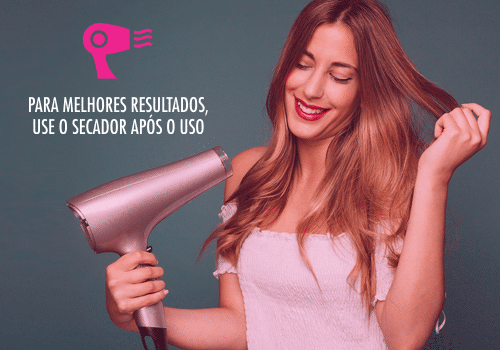 PARA MELHORES RESULTADOS,
USE O SECADOR APÓS O USO